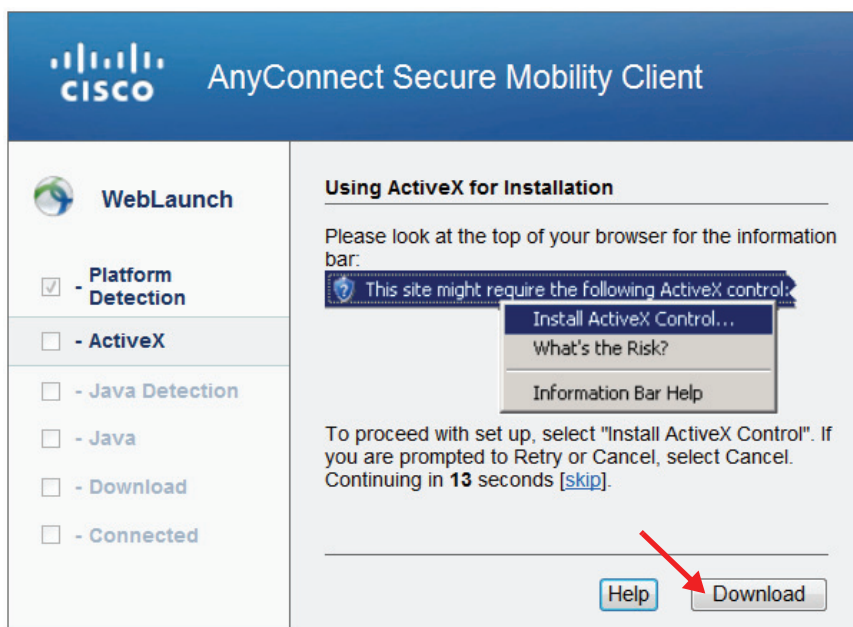 CISCO
AnyConnect Secure Mobility Client
WebLaunch
- Platform
Detection
- ActiveX
- Java Detection
- Java
- Download
- Connected
Using ActiveX for Installation
Please look at the top of your browser for the information
bar:
This site might require the following ActiveX control:
Install ActiveX Control...
What's the Risk?
Information Bar Help
To proceed with set up, select "Install ActiveX Control". If
you are prompted to Retry or Cancel, select Cancel.
Continuing in 13 seconds [skip].
Help
Download